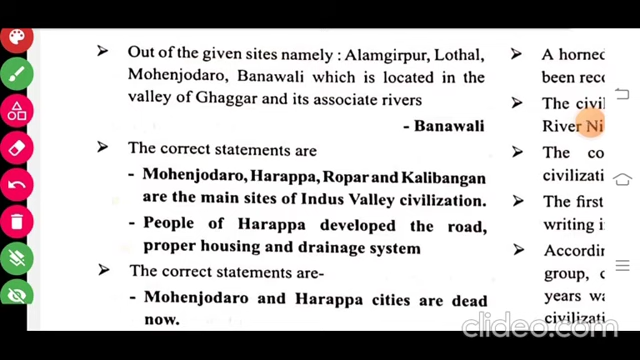 ➢ Out of the given sites namely : Alamgirpur, Lothal,
Mohenjodaro, Banawali which is located in the
valley of Ghaggar and its associate rivers
- Banawali
➢ The correct statements are
- Mohenjodaro, Harappa, Ropar and Kalibangan
are the main sites of Indus Valley civilization.
- People of Harappa developed the road,
proper housing and drainage system
➢ The correct statements are-
- Mohenjodaro and Harappa cities are dead
now.
➢ A horned
been reco
➢ The civil
River Ni
➢ The co
civilizati
➢ The first
writing i
➢ Accordin
group, c
years wa
civilizati
clideo.com